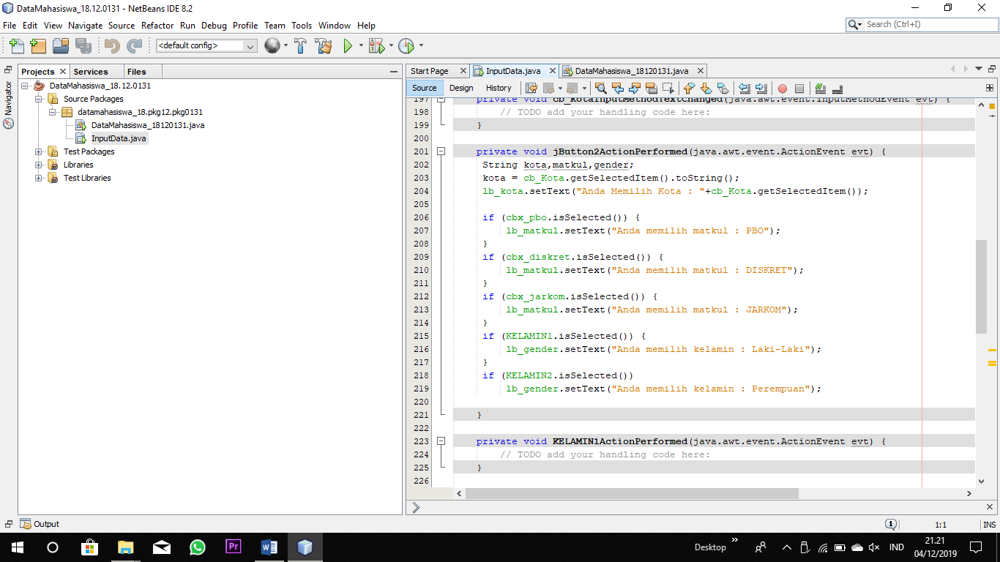 DataMahasiswa_18.12.0131 - NetBeans IDE 8.2
File Edit View Navigate Source Refactor Run Debug Profile Team Tools Window Help
Search (Ctrl+I)
<default config>
Projects Services Files
Navigator
DataMahasiswa_18.12.0131
Source Packages
datamahasiswa_18.pkg12.pkg0131
DataMahasiswa_18120131.java
InputData.java
Test Packages
Libraries
Test Libraries
Start Page InputData.java DataMahasiswa_18120131.java
Source Design History
197 private void cb_KotaInputMethodTextChanged(java.awt.event.InputMethodEvent evt) {
198 // TODO add your handling code here:
199 }
200
201 private void jButton2ActionPerformed(java.awt.event.ActionEvent evt) {
202 String kota,matkul,gender;
203 kota = cb_Kota.getSelectedItem().toString();
204 lb_kota.setText("Anda Memilih Kota : "+cb_Kota.getSelectedItem());
205
206 if (cbx_pbo.isSelected()) {
207 lb_matkul.setText("Anda memilih matkul : PBO");
208 }
209 if (cbx_diskret.isSelected()) {
210 lb_matkul.setText("Anda memilih matkul : DISKRET");
211 }
212 if (cbx_jarkom.isSelected()) {
213 lb_matkul.setText("Anda memilih matkul : JARKOM");
214 }
215 if (KELAMIN1.isSelected()) {
216 lb_gender.setText("Anda memilih kelamin : Laki-Laki");
217 }
218 if (KELAMIN2.isSelected())
219 lb_gender.setText("Anda memilih kelamin : Perempuan");
220
221 }
222
223 private void KELAMIN1ActionPerformed(java.awt.event.ActionEvent evt) {
224 // TODO add your handling code here:
225 }
226
Output
1 1:1 INS
Pr
Desktop
IND
21.21
04/12/2019